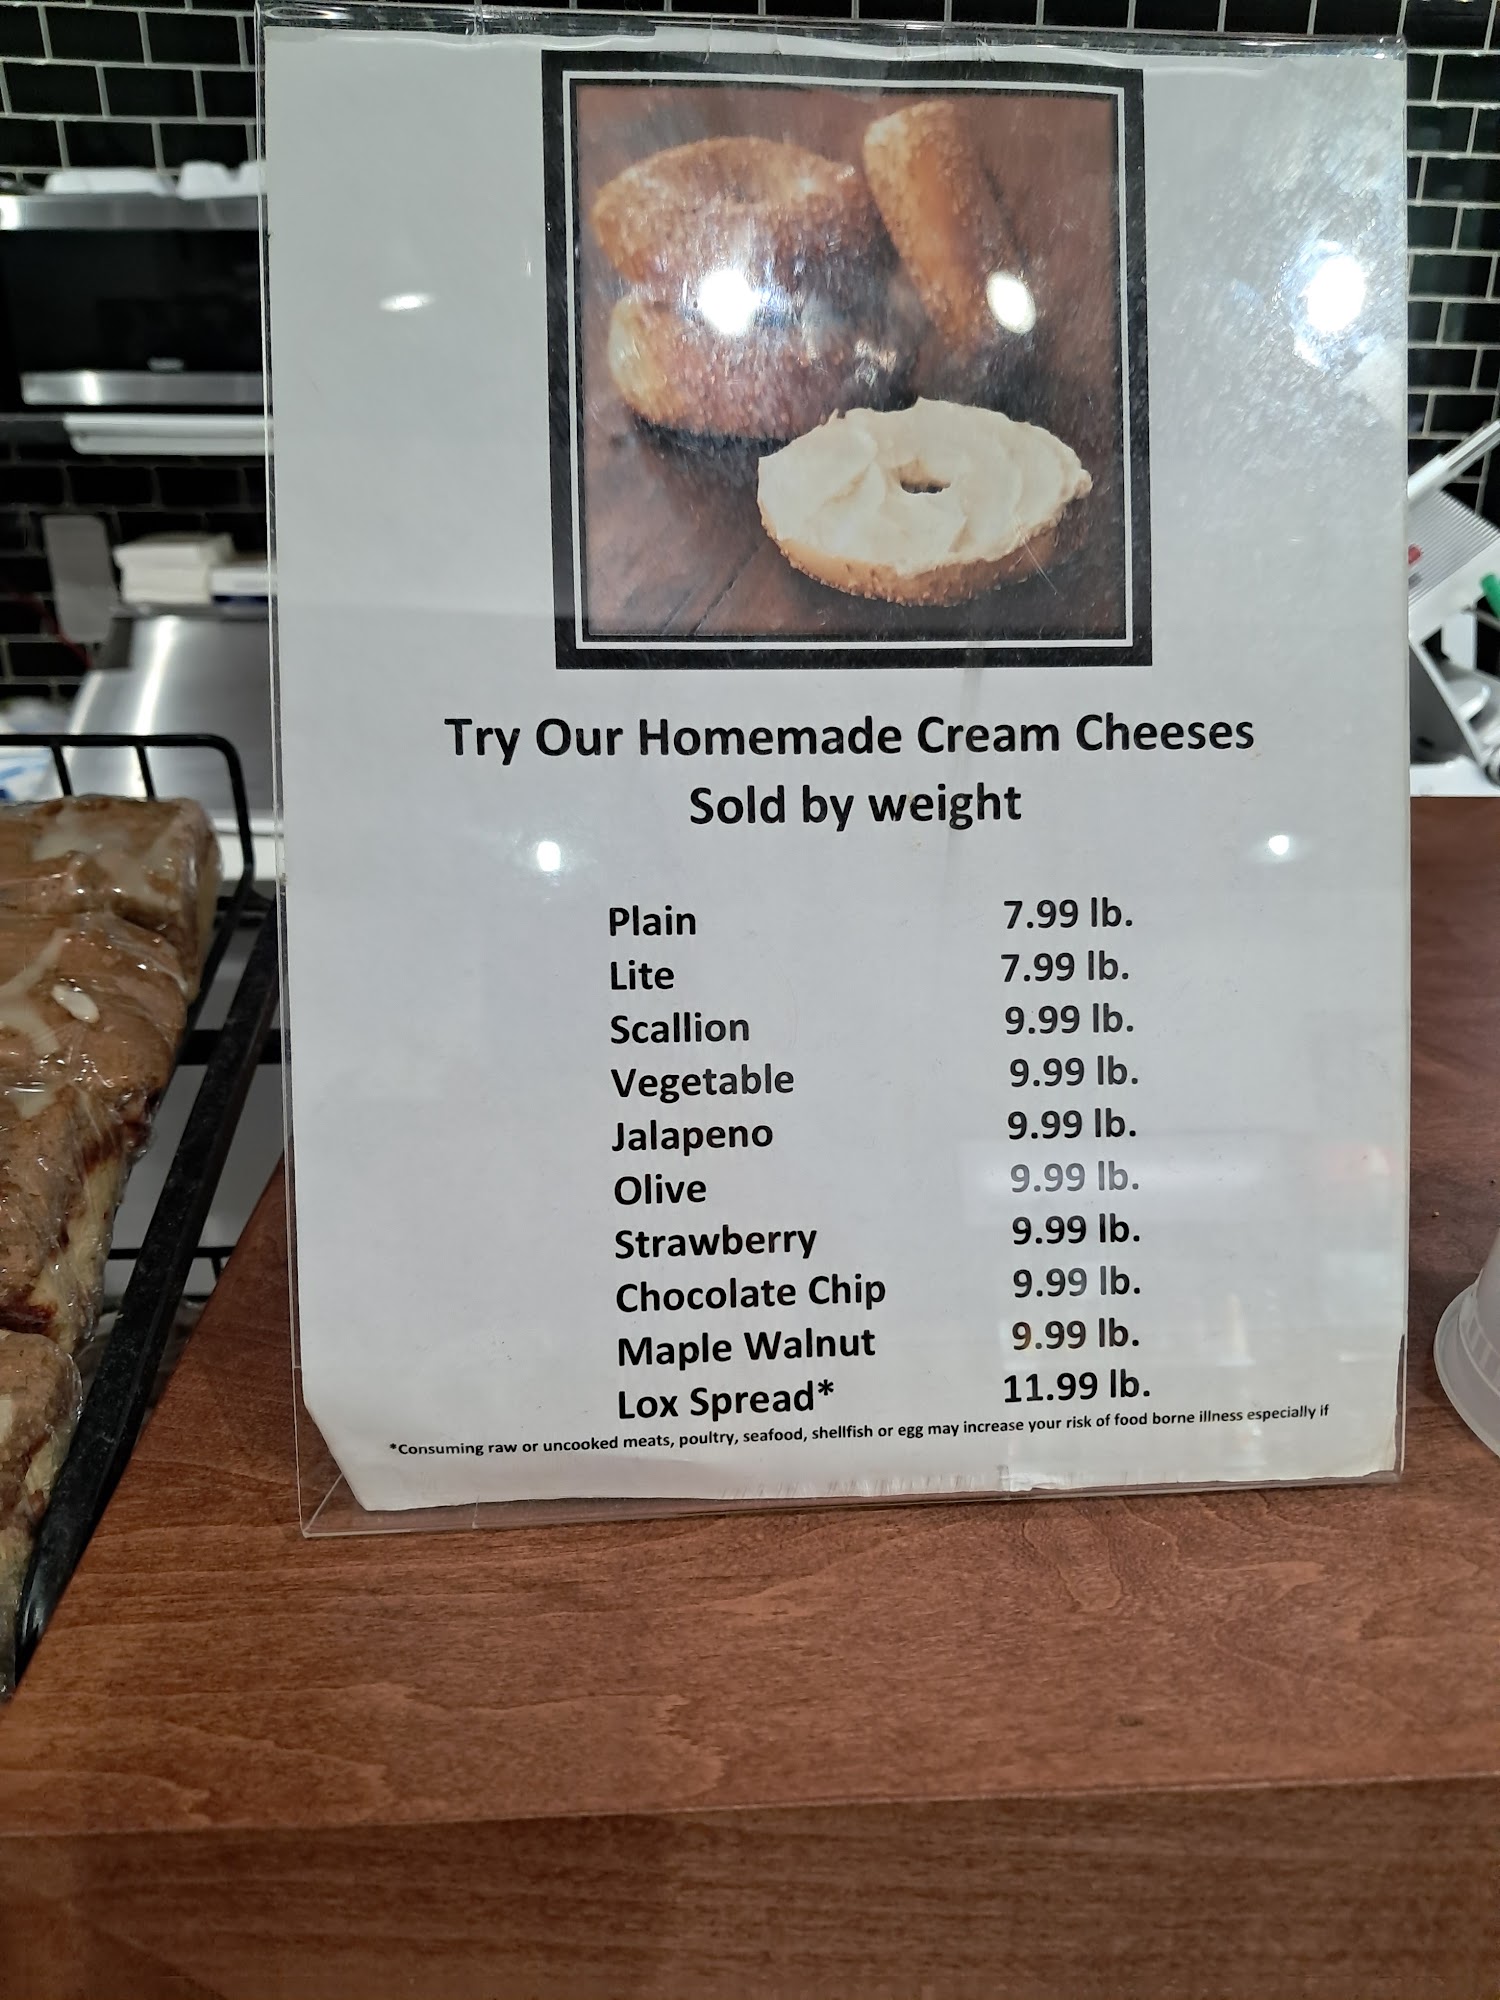 Try Our Homemade Cream Cheeses
Sold by weight
Plain 7.99 lb.
Lite 7.99 lb.
Scallion 9.99 lb.
Vegetable 9.99 lb.
Jalapeno 9.99 lb.
Olive 9.99 lb.
Strawberry 9.99 lb.
Chocolate Chip 9.99 lb.
Maple Walnut 9.99 lb.
Lox Spread* 11.99 lb.
*Consuming raw or uncooked meats, poultry, seafood, shellfish or egg may increase your risk of food borne illness especially if